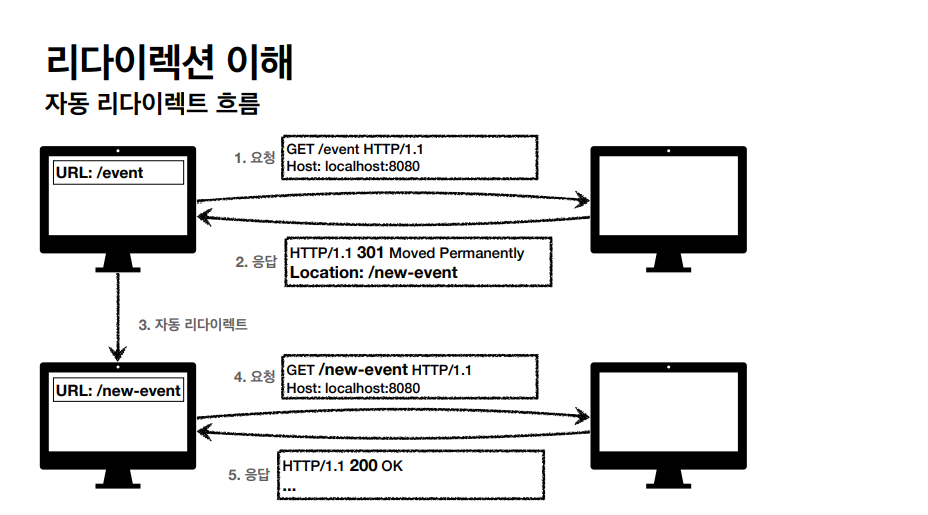 리다이렉션 이해
자동 리다이렉트 흐름
URL: /event
1. 요청
GET /event HTTP/1.1
Host: localhost:8080
2. 응답
HTTP/1.1 301 Moved Permanently
Location: /new-event
3. 자동 리다이렉트
URL: /new-event
4. 요청
GET /new-event HTTP/1.1
Host: localhost:8080
5. 응답
HTTP/1.1 200 OK
...